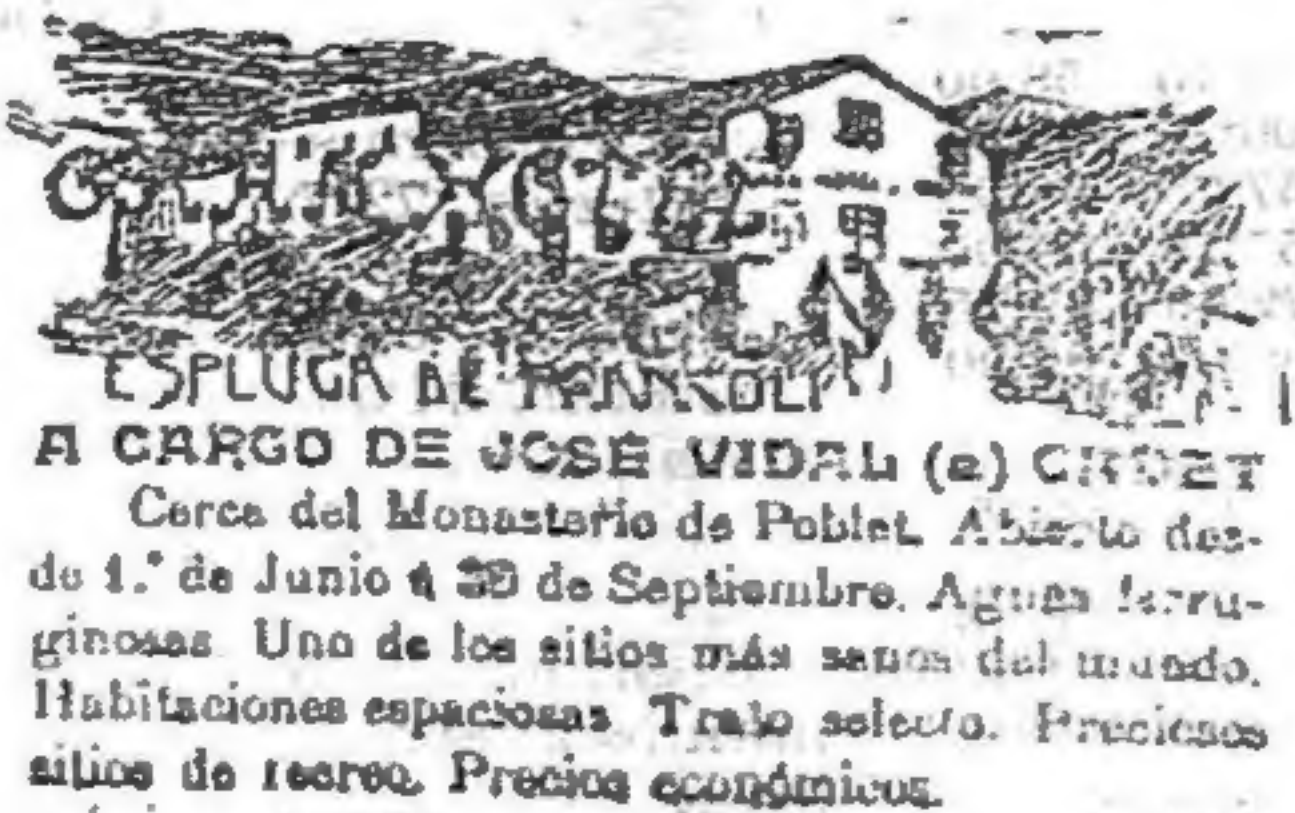 ESPLUGA DE FRANKOLI
A CARGO DE JOSÉ VIDAL (a)
Cerca del Monasterio de Poblet. Abierto des-
de 1.° de Junio á 30 de Septiembre. Aguas ferru-
ginosas. Uno de los sitios más sanos del mundo.
Habitaciones espaciosas. Trato selecto. Preciosos
sitios de recreo. Precios económicos.